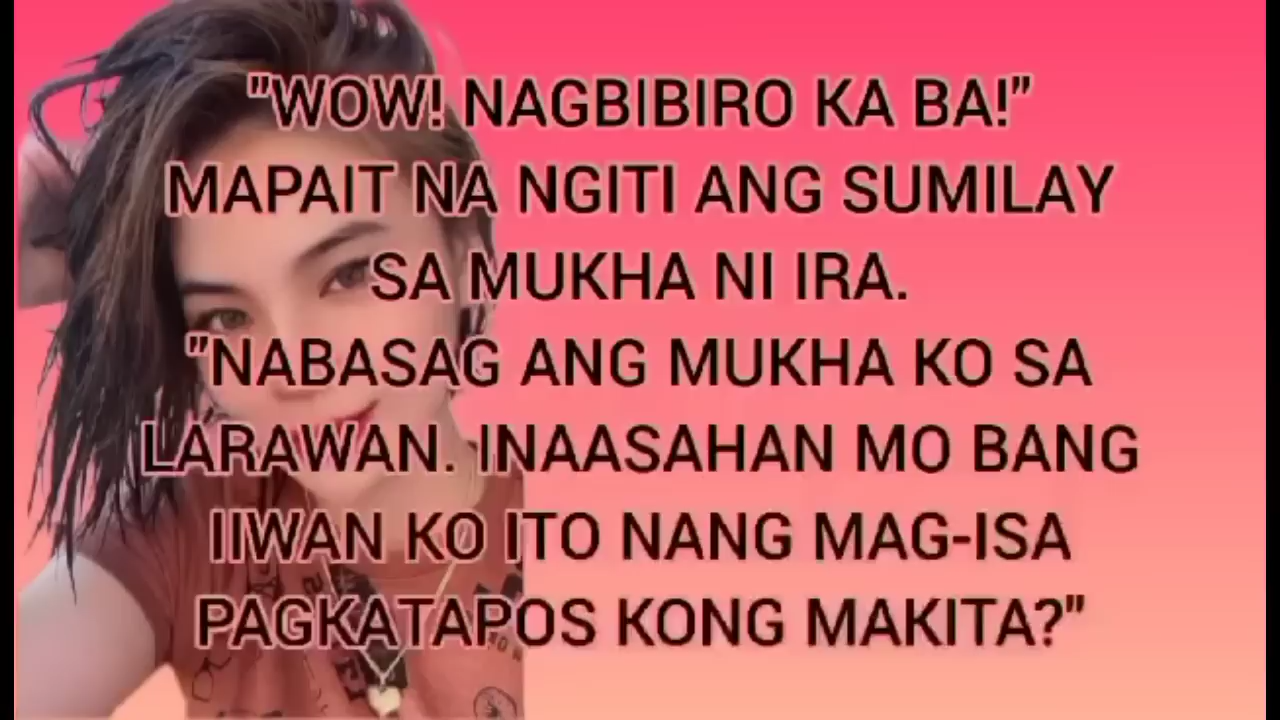 "WOW! NAGBIBIRO KA BA!"
MAPAIT NA NGITI ANG SUMILAY
SA MUKHA NI IRA.
"NABASAG ANG MUKHA KO SA
LARAWAN. INAASAHAN MO BANG
IIWAN KO ITO NANG MAG-ISA
PAGKATAPOS KONG MAKITA?"